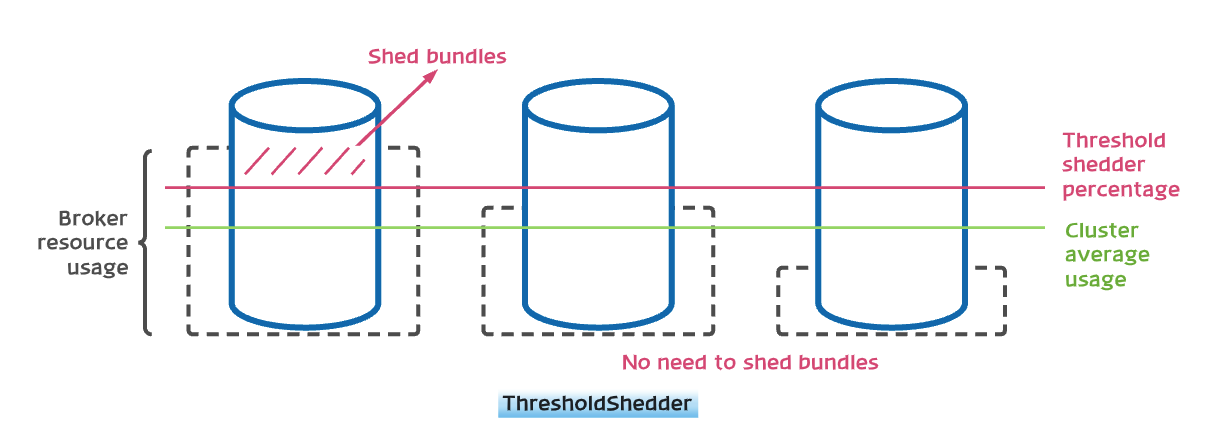 Shed bundles
Threshold
shedder
percentage
Broker
resource
usage
Cluster
average
usage
No need to shed bundles
ThresholdShedder